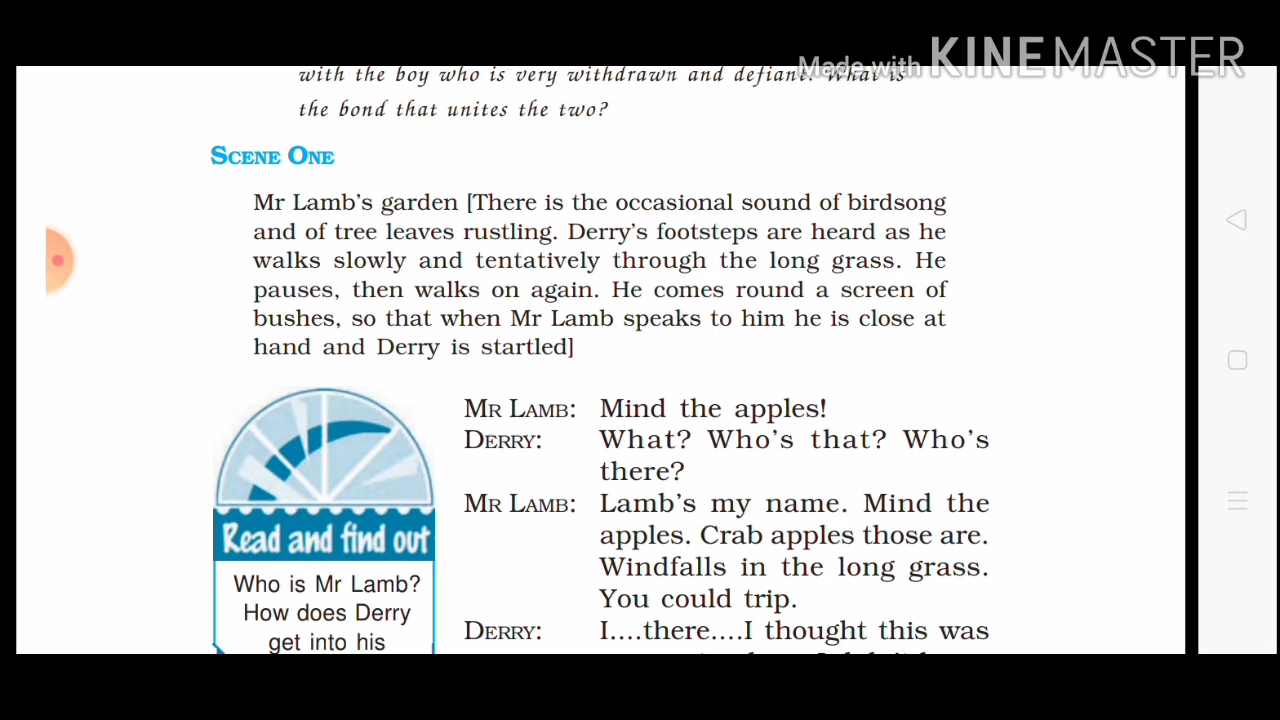 Made with KINEMASTER
with the boy who is very withdrawn and defiant. What is
the bond that unites the two?
SCENE ONE
Mr Lamb's garden [There is the occasional sound of birdsong
and of tree leaves rustling. Derry's footsteps are heard as he
walks slowly and tentatively through the long grass. He
pauses, then walks on again. He comes round a screen of
bushes, so that when Mr Lamb speaks to him he is close at
hand and Derry is startled]
MR LAMB: Mind the apples!
DERRY: What? Who's that? Who's
there?
MR LAMB: Lamb's my name. Mind the
apples. Crab apples those are.
Windfalls in the long grass.
You could trip.
DERRY: I....there....I thought this was
Read and find out
Who is Mr Lamb?
How does Derry
get into his